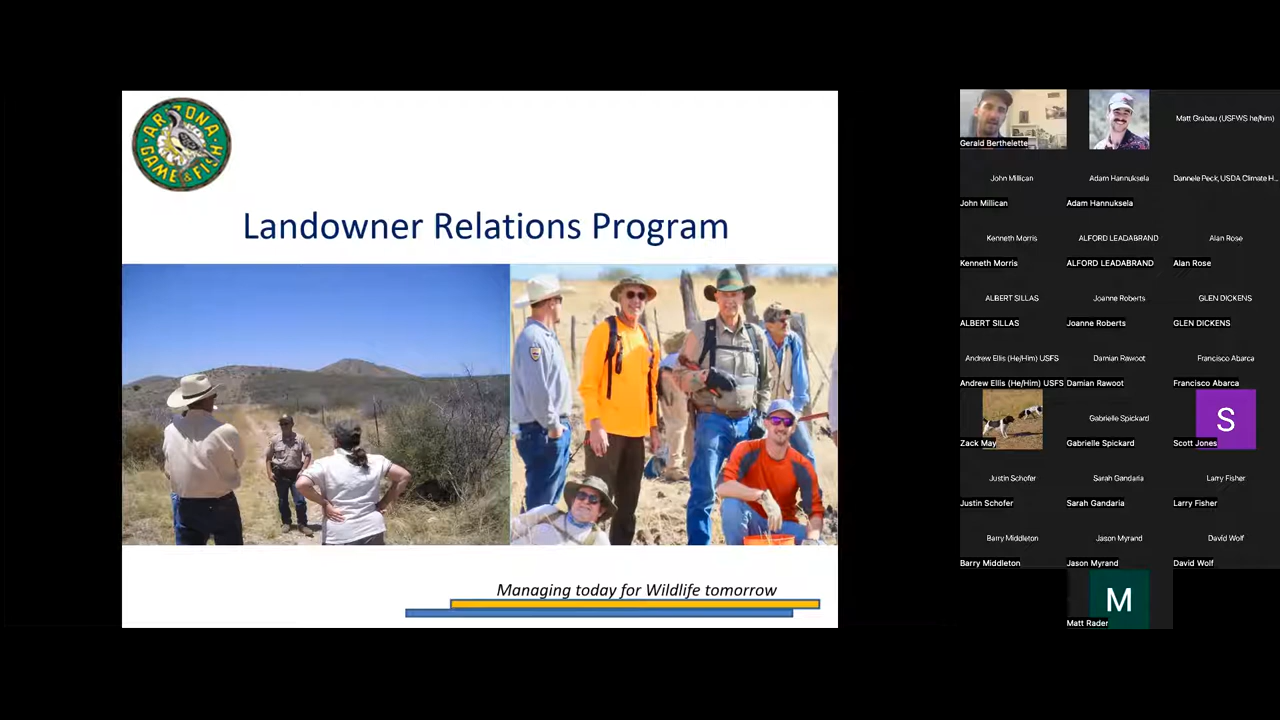 ARIZONA
GAME & FISH
Landowner Relations Program
Managing today for Wildlife tomorrow
Gerald Berthelette
Matt Grabau (USFWS he/him)
John Millican
Adam Hannuksela
Dannele Peck, USDA Climate H...
John Millican
Adam Hannuksela
Kenneth Morris
ALFORD LEADABRAND
Alan Rose
Kenneth Morris
ALFORD LEADABRAND
Alan Rose
ALBERT SILLAS
Joanne Roberts
GLEN DICKENS
ALBERT SILLAS
Joanne Roberts
GLEN DICKENS
Andrew Ellis (He/Him) USFS
Damian Rawoot
Francisco Abarca
Andrew Ellis (He/Him) USFS
Damian Rawoot
Francisco Abarca
Gabrielle Spickard
S
Zack May
Gabrielle Spickard
Scott Jones
Justin Schofer
Sarah Gandaria
Larry Fisher
Justin Schofer
Sarah Gandaria
Larry Fisher
Barry Middleton
Jason Myrand
David Wolf
Barry Middleton
Jason Myrand
David Wolf
M
Matt Rader